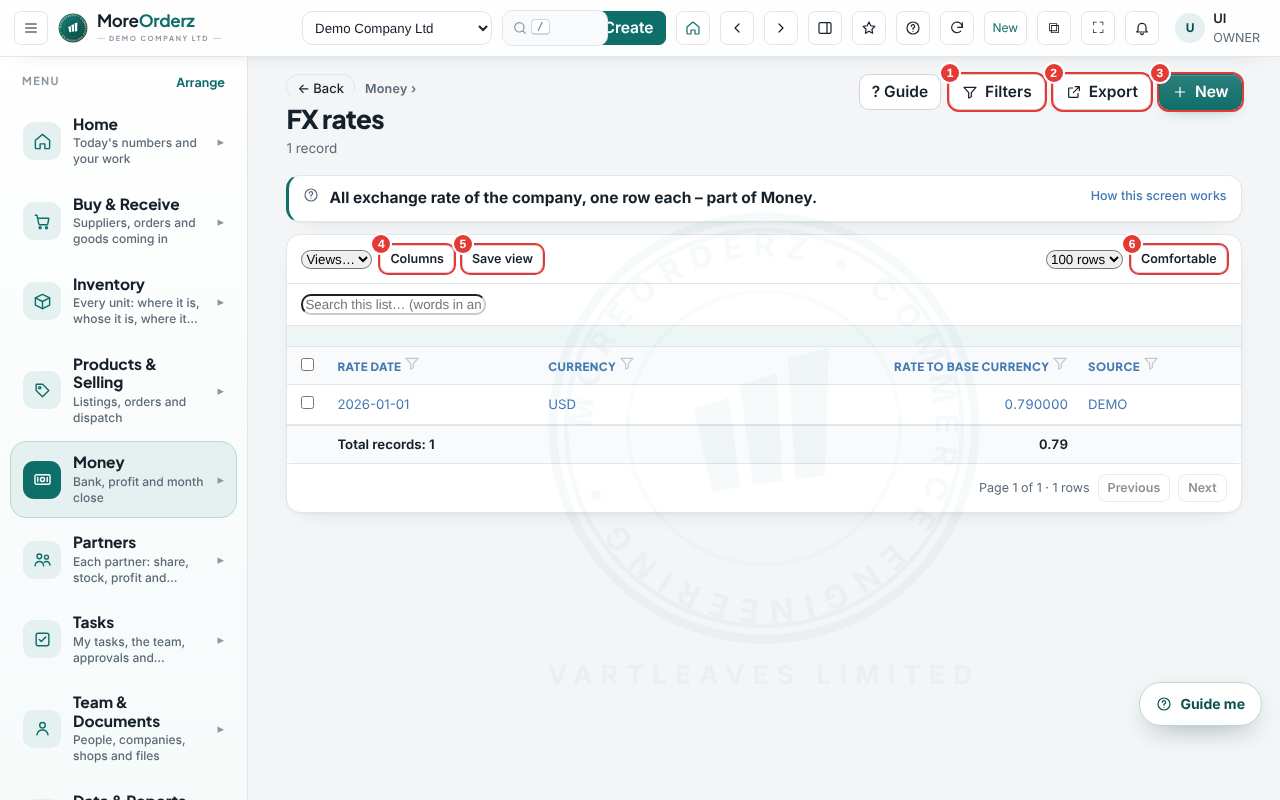 MoreOrderz
— DEMO COMPANY LTD —
Demo Company Ltd
/
Create
New
U
UI
OWNER
MENU
Arrange
Home
Today's numbers and
your work
Buy & Receive
Suppliers, orders and
goods coming in
Inventory
Every unit: where it is,
whose it is, where it...
Products &
Selling
Listings, orders and
dispatch
Money
Bank, profit and month
close
Partners
Each partner: share,
stock, profit and...
Tasks
My tasks, the team,
approvals and...
Team &
Documents
People, companies,
shops and files
Data & Reports
← Back
Money ›
FX rates
1 record
? Guide
1
Filters
2
Export
3
+ New
All exchange rate of the company, one row each – part of Money.
How this screen works
Views...
4
Columns
5
Save view
100 rows
6
Comfortable
Search this list... (words in an
RATE DATE
CURRENCY
RATE TO BASE CURRENCY
SOURCE
2026-01-01
USD
0.790000
DEMO
Total records: 1
0.79
Page 1 of 1 · 1 rows
Previous
Next
MOREORDERZ • COMMERCE ENGINEERING •
VARTLEAVES LIMITED
Guide me